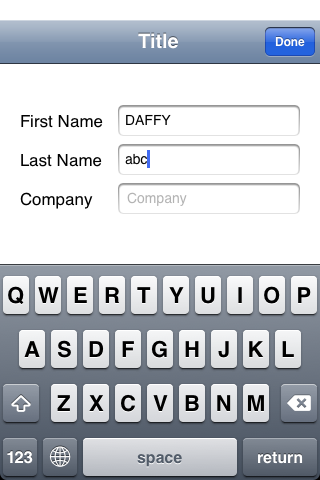 Title Done
First Name DAFFY
Last Name abc
Company Company
Q W E R T Y U I O P
A S D F G H J K L
Z X C V B N M
123 space return